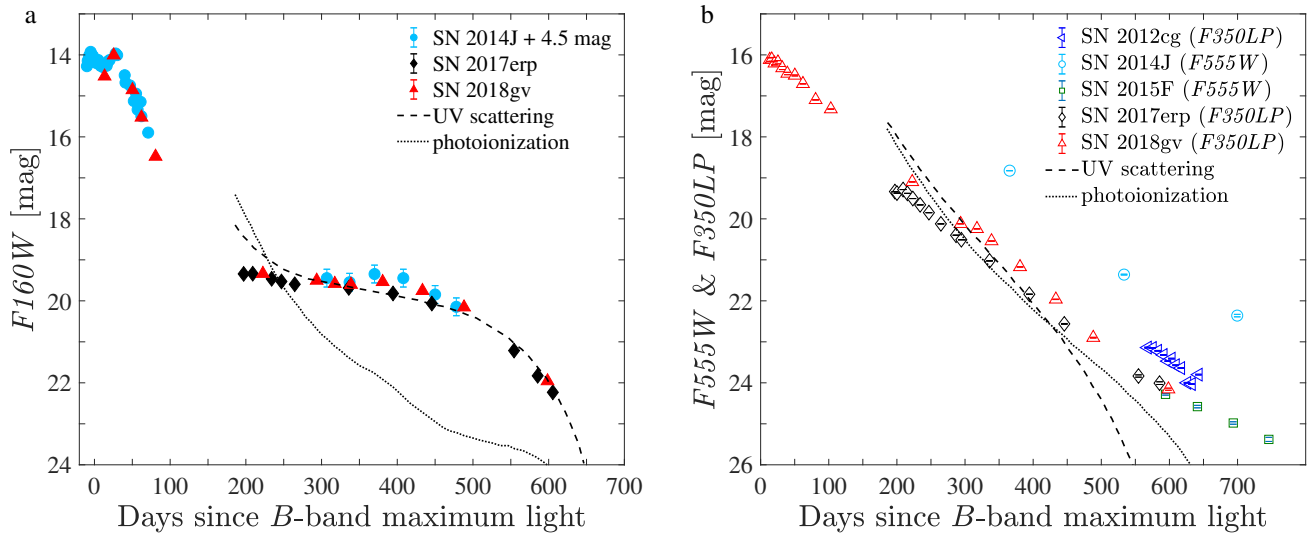 a
F160W [mag]
14
16
18
20
22
24
SN 2014J + 4.5 mag
SN 2017erp
SN 2018gv
UV scattering
photoionization
0 100 200 300 400 500 600 700
Days since B-band maximum light
b
F555W & F350LP [mag]
16
18
20
22
24
26
SN 2012cg (F350LP)
SN 2014J (F555W)
SN 2015F (F555W)
SN 2017erp (F350LP)
SN 2018gv (F350LP)
UV scattering
photoionization
0 100 200 300 400 500 600 700 800
Days since B-band maximum light